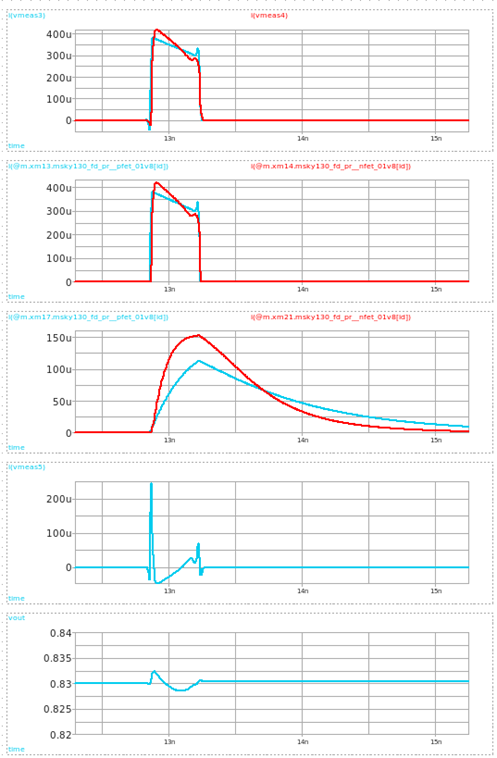 i(vmeas3) i(vmeas4)
400u
300u
200u
100u
0
13n 14n 15n
time
i(@m.xm13.msky130_fd_pr__pfet_01v8[id]) i(@m.xm14.msky130_fd_pr__nfet_01v8[id])
400u
300u
200u
100u
0
13n 14n 15n
time
i(@m.xm17.msky130_fd_pr__pfet_01v8[id]) i(@m.xm21.msky130_fd_pr__nfet_01v8[id])
150u
100u
50u
0
13n 14n 15n
time
i(vmeas5)
200u
100u
0
13n 14n 15n
time
vout
0.84
0.835
0.83
0.825
0.82
13n 14n 15n
time